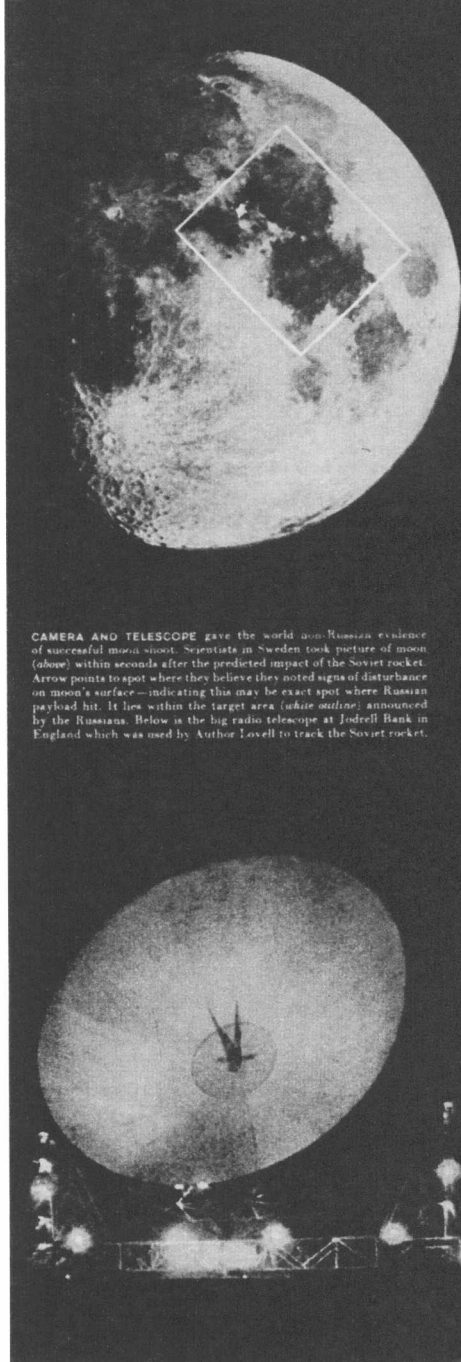 CAMERA AND TELESCOPE gave the world non-Russian evidence
of successful moon shoot. Scientists in Sweden took picture of moon
(above) within seconds after the predicted impact of the Soviet rocket.
Arrow points to spot where they believe they noted signs of disturbance
on moon's surface—indicating this may be exact spot where Russian
payload hit. It lies within the target area (white outline) announced
by the Russians. Below is the big radio telescope at Jodrell Bank in
England which was used by Author Lovell to track the Soviet rocket.